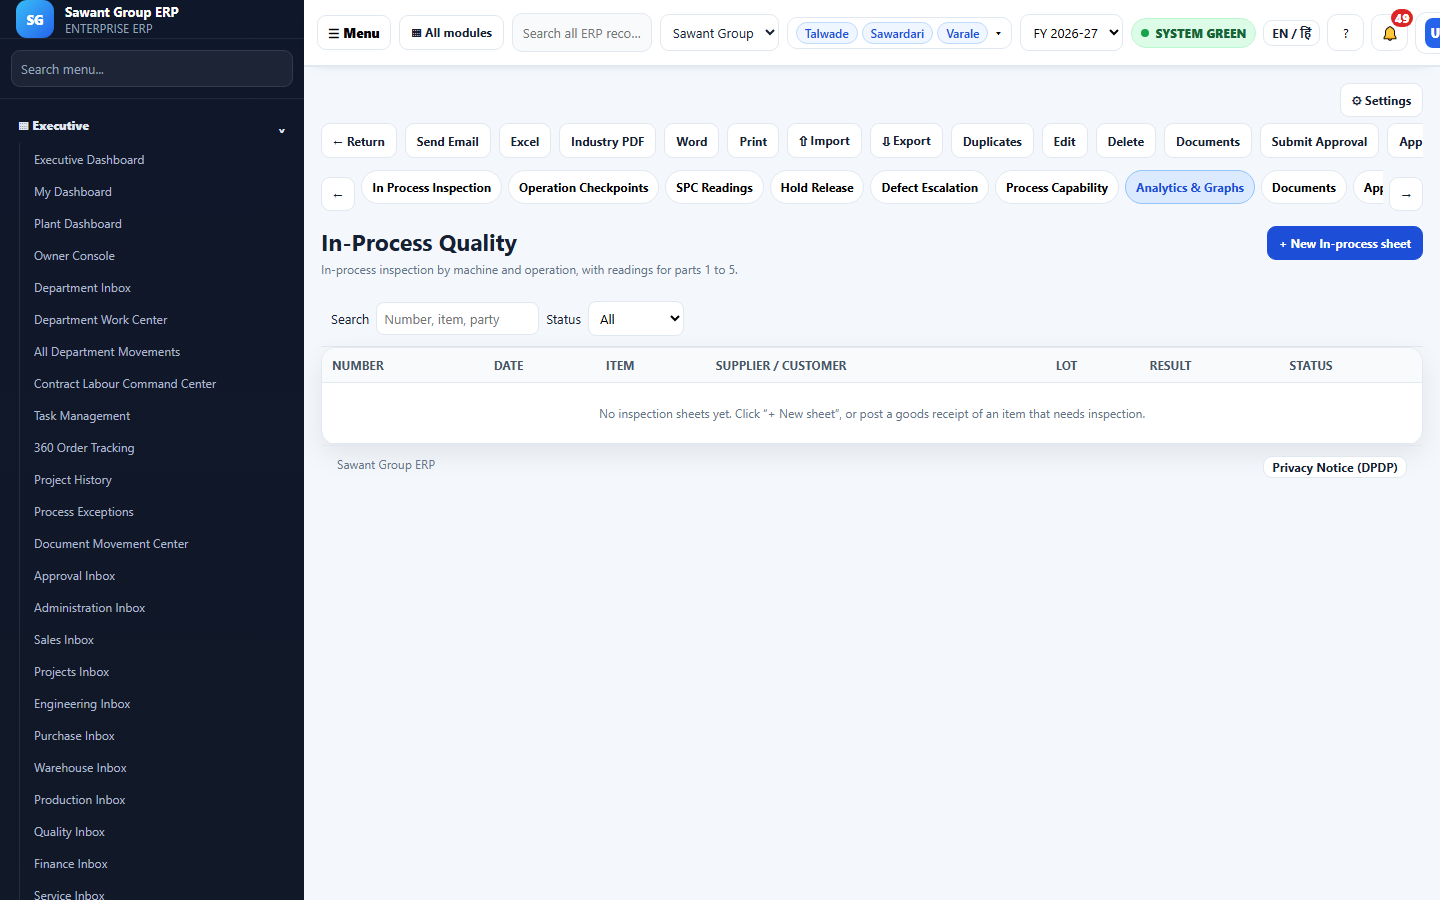 SG
Sawant Group ERP
ENTERPRISE ERP
Search menu...
Executive
Executive Dashboard
My Dashboard
Plant Dashboard
Owner Console
Department Inbox
Department Work Center
All Department Movements
Contract Labour Command Center
Task Management
360 Order Tracking
Project History
Process Exceptions
Document Movement Center
Approval Inbox
Administration Inbox
Sales Inbox
Projects Inbox
Engineering Inbox
Purchase Inbox
Warehouse Inbox
Production Inbox
Quality Inbox
Finance Inbox
Service Inbox
☰ Menu All modules Search all ERP reco... Sawant Group Talwade Sawardari Varale FY 2026-27 SYSTEM GREEN EN / हिं ? 49 U
⚙ Settings
← Return Send Email Excel Industry PDF Word Print ⇧ Import ⇩ Export Duplicates Edit Delete Documents Submit Approval App
← In Process Inspection Operation Checkpoints SPC Readings Hold Release Defect Escalation Process Capability Analytics & Graphs Documents App →
In-Process Quality
+ New In-process sheet
In-process inspection by machine and operation, with readings for parts 1 to 5.
Search Number, item, party Status All
NUMBER DATE ITEM SUPPLIER / CUSTOMER LOT RESULT STATUS
No inspection sheets yet. Click "+ New sheet", or post a goods receipt of an item that needs inspection.
Sawant Group ERP
Privacy Notice (DPDP)